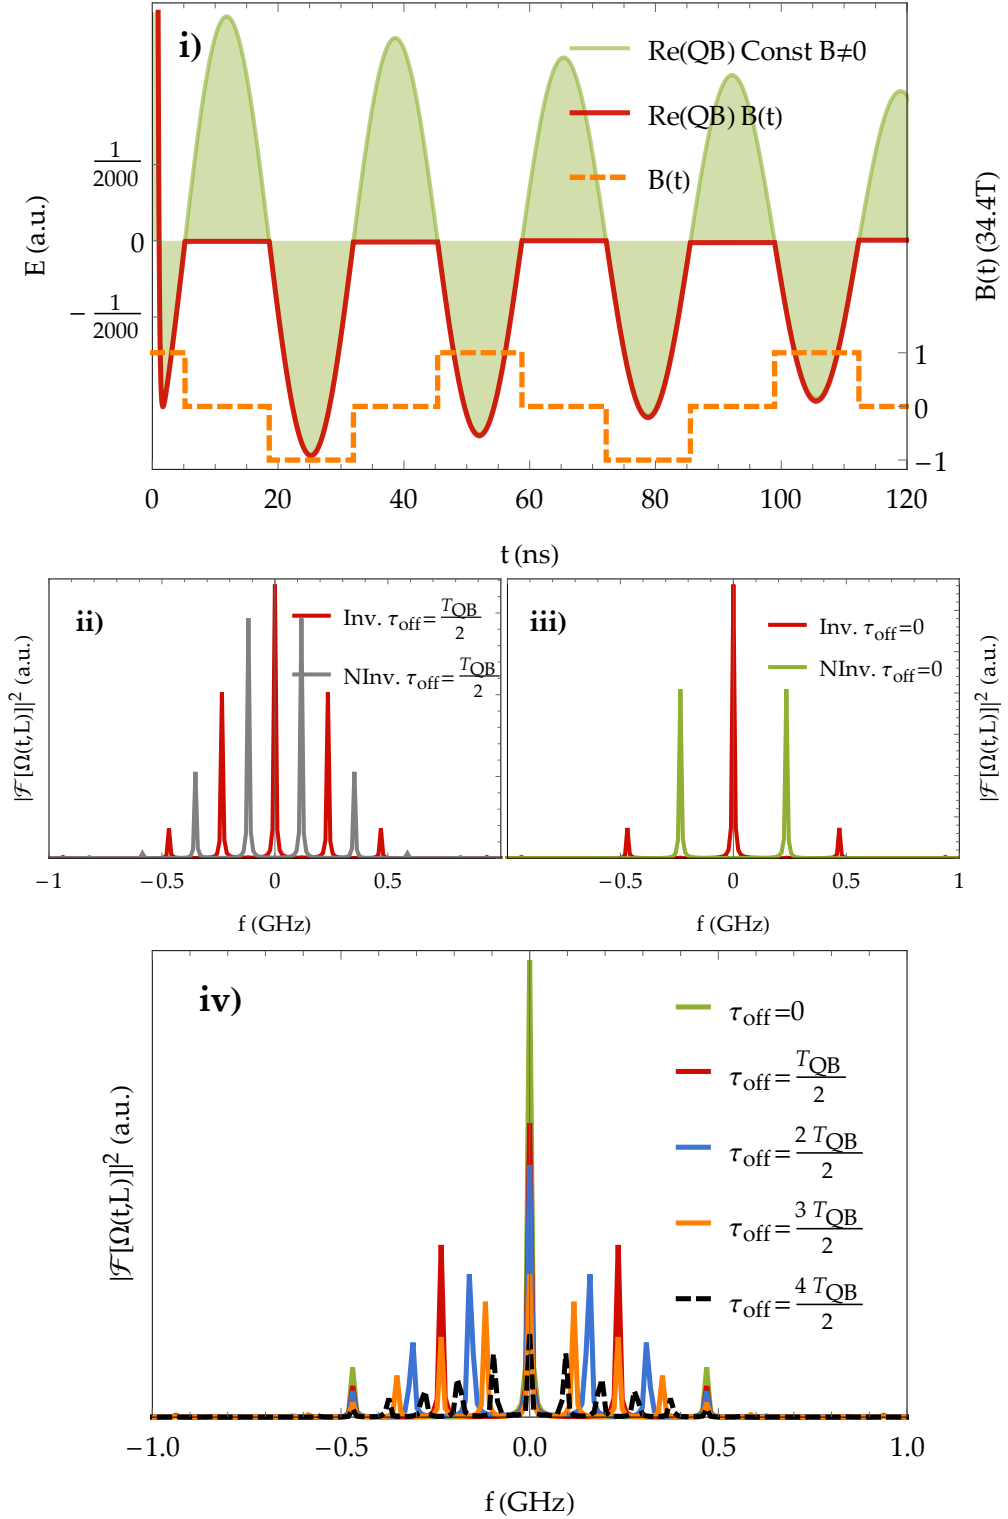 i)
Re(QB) Const B≠0
Re(QB) B(t)
B(t)
1/2000
0
−1/2000
E (a.u.)
B(t) (34.4T)
1
0
−1
0 20 40 60 80 100 120
t (ns)
ii)
Inv. τoff=TQB/2
NInv. τoff=TQB/2
|ℱ[Ω(t,L)]|² (a.u.)
−1 −0.5 0 0.5
f (GHz)
iii)
Inv. τoff=0
NInv. τoff=0
|ℱ[Ω(t,L)]|² (a.u.)
−0.5 0 0.5 1
f (GHz)
iv)
τoff=0
τoff=TQB/2
τoff=2 TQB/2
τoff=3 TQB/2
τoff=4 TQB/2
|ℱ[Ω(t,L)]|² (a.u.)
−1.0 −0.5 0.0 0.5 1.0
f (GHz)